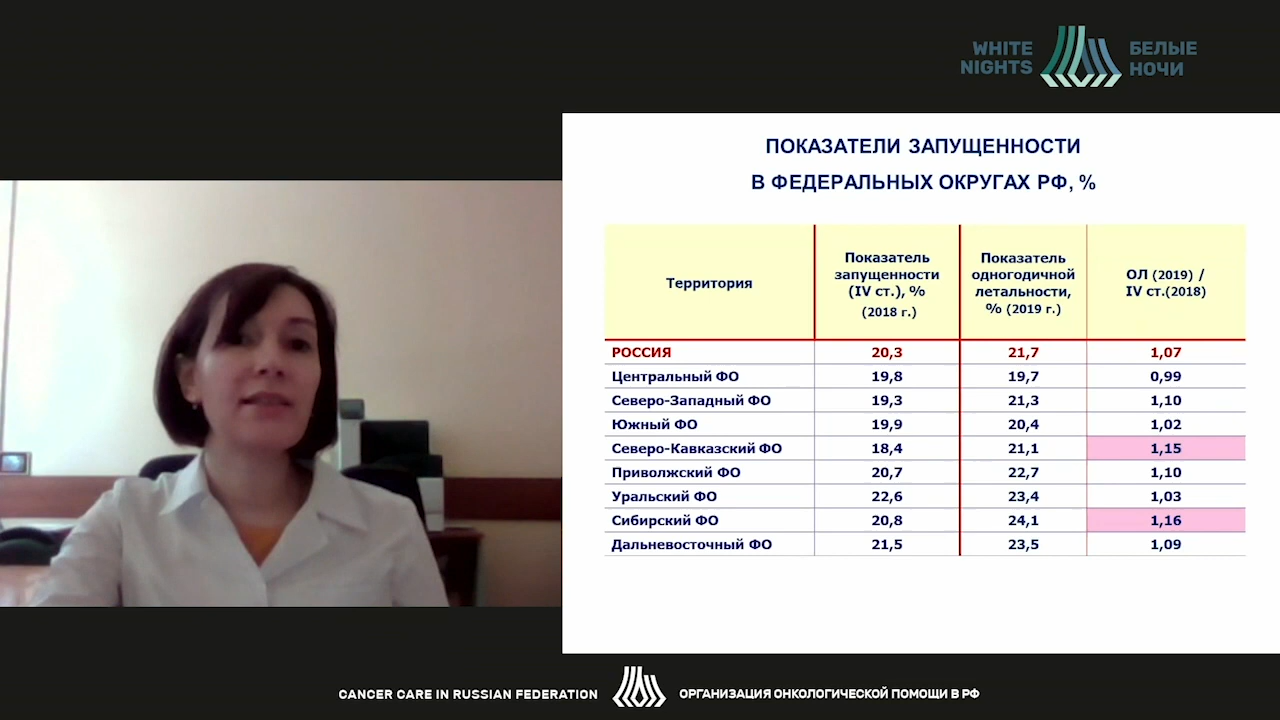 WHITE
NIGHTS
БЕЛЫЕ
НОЧИ
ПОКАЗАТЕЛИ ЗАПУЩЕННОСТИ
В ФЕДЕРАЛЬНЫХ ОКРУГАХ РФ, %
Территория
Показатель
запущенности
(IV ст.), %
(2018 г.)
Показатель
одногодичной
летальности,
% (2019 г.)
ОЛ (2019) /
IV ст.(2018)
РОССИЯ 20,3 21,7 1,07
Центральный ФО 19,8 19,7 0,99
Северо-Западный ФО 19,3 21,3 1,10
Южный ФО 19,9 20,4 1,02
Северо-Кавказский ФО 18,4 21,1 1,15
Приволжский ФО 20,7 22,7 1,10
Уральский ФО 22,6 23,4 1,03
Сибирский ФО 20,8 24,1 1,16
Дальневосточный ФО 21,5 23,5 1,09
CANCER CARE IN RUSSIAN FEDERATION
ОРГАНИЗАЦИЯ ОНКОЛОГИЧЕСКОЙ ПОМОЩИ В РФ